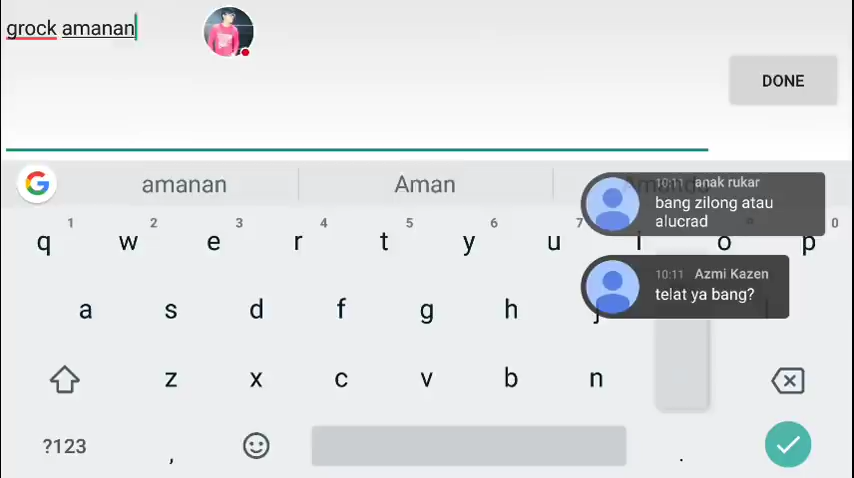 grock amanan
DONE
amanan
Aman
10:11 anak rukar
bang zilong atau
alucrad
1 2 3 4 5 6 7 0
q w e r t y u i o p
10:11 Azmi Kazen
telat ya bang?
a s d f g h j l
z x c v b n
?123 , .